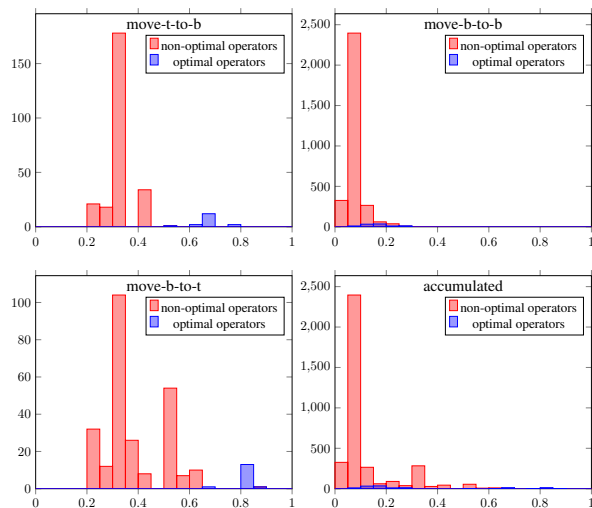 move-t-to-b
non-optimal operators
optimal operators
150
100
50
0
0 0.2 0.4 0.6 0.8 1
move-b-to-b
non-optimal operators
optimal operators
2,500
2,000
1,500
1,000
500
0
0 0.2 0.4 0.6 0.8 1
move-b-to-t
non-optimal operators
optimal operators
100
80
60
40
20
0
0 0.2 0.4 0.6 0.8 1
accumulated
non-optimal operators
optimal operators
2,500
2,000
1,500
1,000
500
0
0 0.2 0.4 0.6 0.8 1